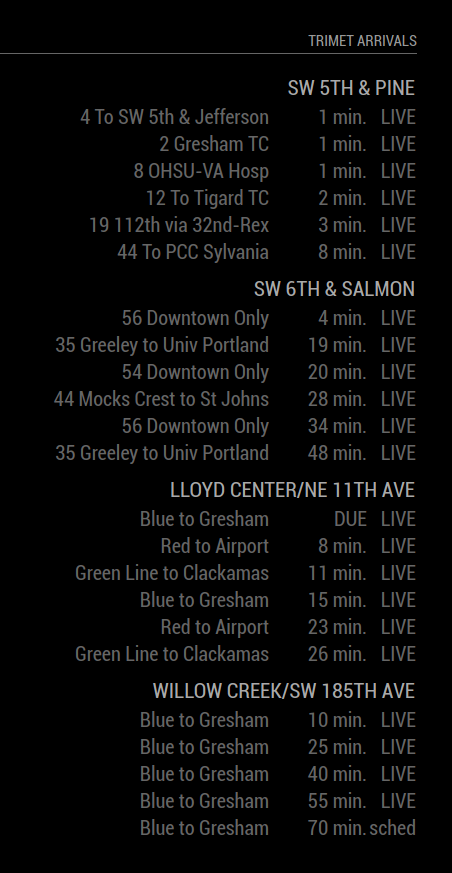 TRIMET ARRIVALS
SW 5TH & PINE
4 To SW 5th & Jefferson 1 min. LIVE
2 Gresham TC 1 min. LIVE
8 OHSU-VA Hosp 1 min. LIVE
12 To Tigard TC 2 min. LIVE
19 112th via 32nd-Rex 3 min. LIVE
44 To PCC Sylvania 8 min. LIVE
SW 6TH & SALMON
56 Downtown Only 4 min. LIVE
35 Greeley to Univ Portland 19 min. LIVE
54 Downtown Only 20 min. LIVE
44 Mocks Crest to St Johns 28 min. LIVE
56 Downtown Only 34 min. LIVE
35 Greeley to Univ Portland 48 min. LIVE
LLOYD CENTER/NE 11TH AVE
Blue to Gresham DUE LIVE
Red to Airport 8 min. LIVE
Green Line to Clackamas 11 min. LIVE
Blue to Gresham 15 min. LIVE
Red to Airport 23 min. LIVE
Green Line to Clackamas 26 min. LIVE
WILLOW CREEK/SW 185TH AVE
Blue to Gresham 10 min. LIVE
Blue to Gresham 25 min. LIVE
Blue to Gresham 40 min. LIVE
Blue to Gresham 55 min. LIVE
Blue to Gresham 70 min. sched